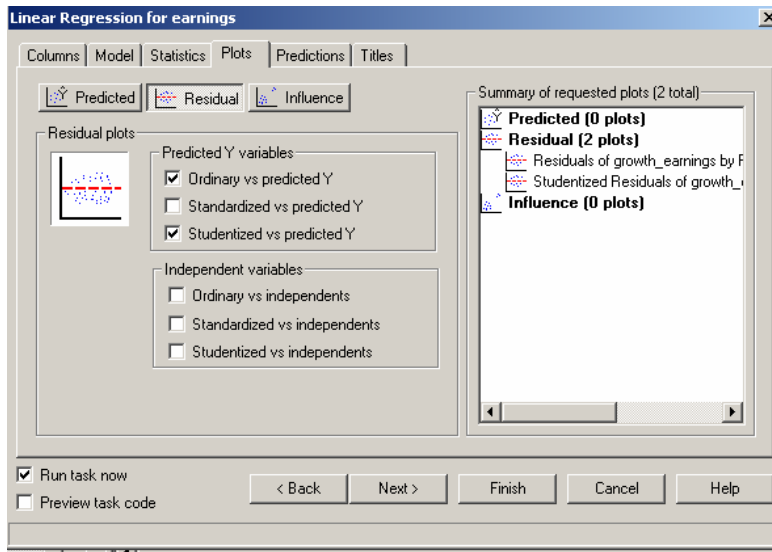 Linear Regression for earnings
Columns Model Statistics Plots Predictions Titles
Predicted Residual Influence
Residual plots
Predicted Y variables
Ordinary vs predicted Y
Standardized vs predicted Y
Studentized vs predicted Y
Independent variables
Ordinary vs independents
Standardized vs independents
Studentized vs independents
Summary of requested plots (2 total)
Predicted (0 plots)
Residual (2 plots)
Residuals of growth_earnings by
Studentized Residuals of growth_
Influence (0 plots)
Run task now
Preview task code
< Back Next > Finish Cancel Help